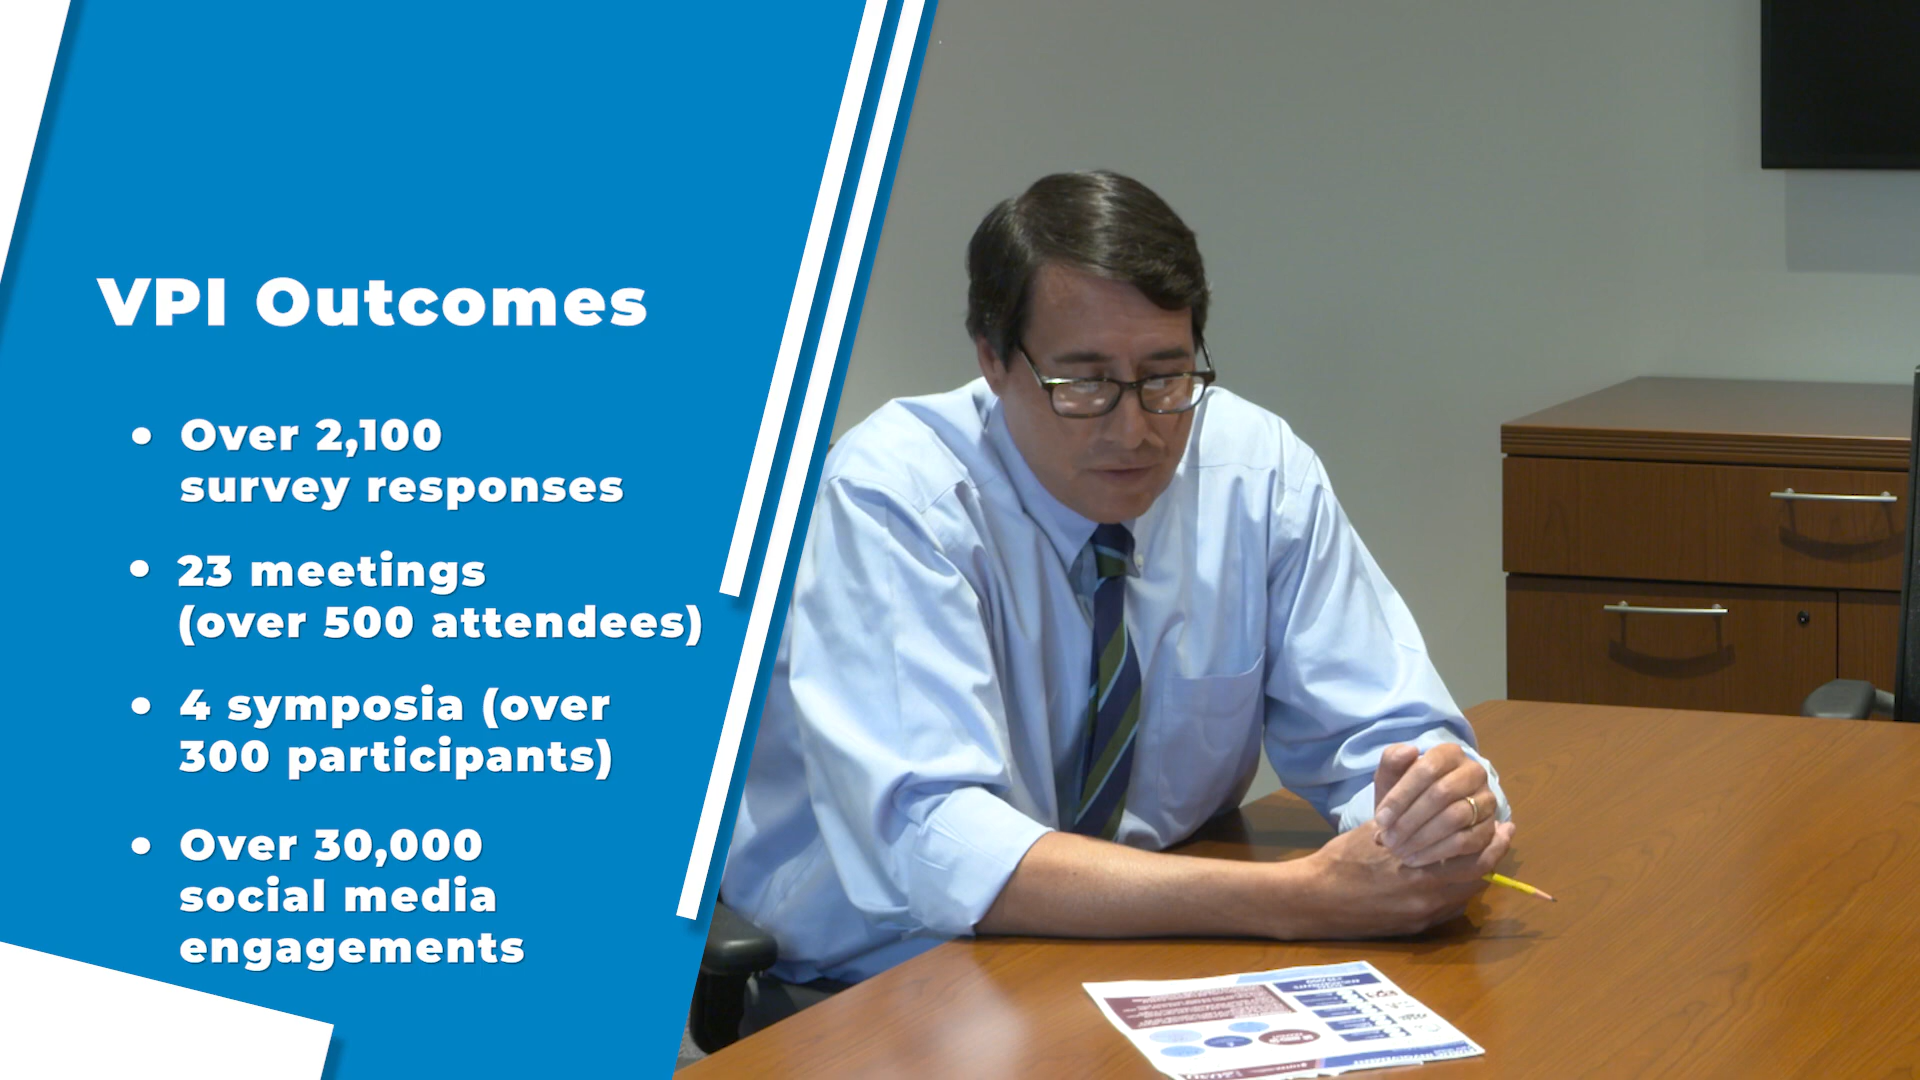 VPI Outcomes
• Over 2,100
survey responses
• 23 meetings
(over 500 attendees)
• 4 symposia (over
300 participants)
• Over 30,000
social media
engagements